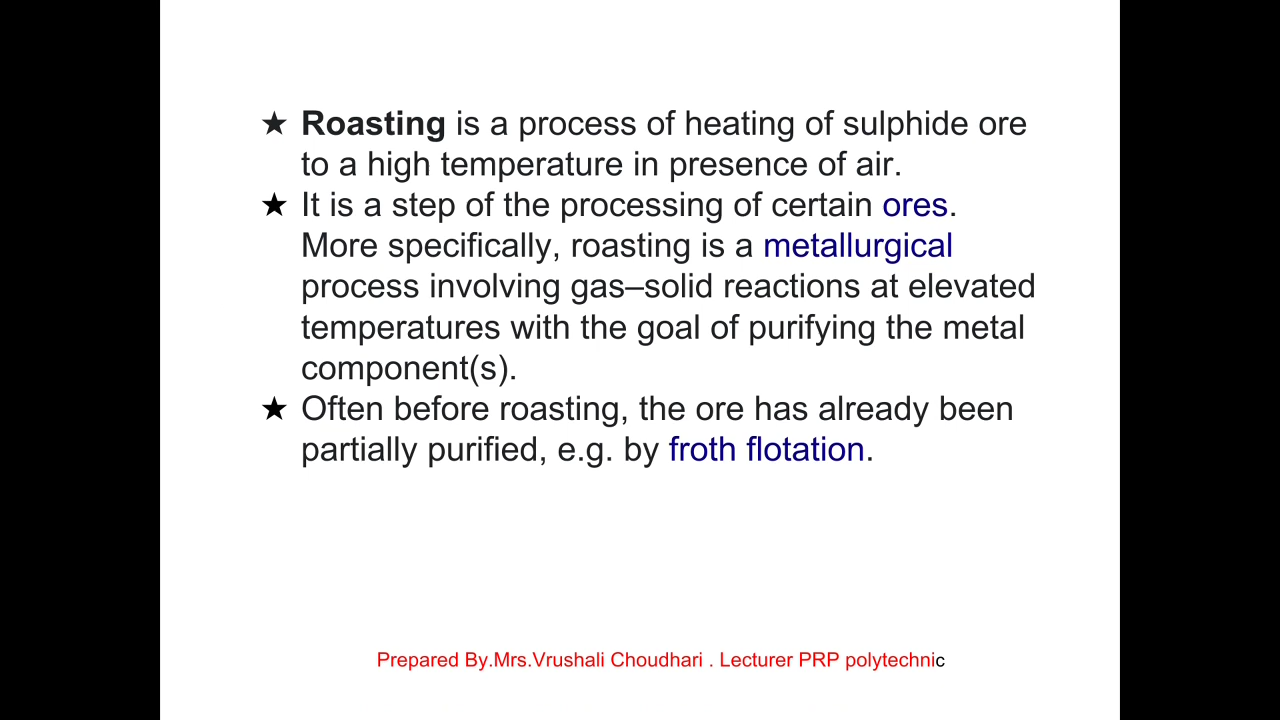 ★ Roasting is a process of heating of sulphide ore
to a high temperature in presence of air.
★ It is a step of the processing of certain ores.
More specifically, roasting is a metallurgical
process involving gas–solid reactions at elevated
temperatures with the goal of purifying the metal
component(s).
★ Often before roasting, the ore has already been
partially purified, e.g. by froth flotation.
Prepared By.Mrs.Vrushali Choudhari . Lecturer PRP polytechnic